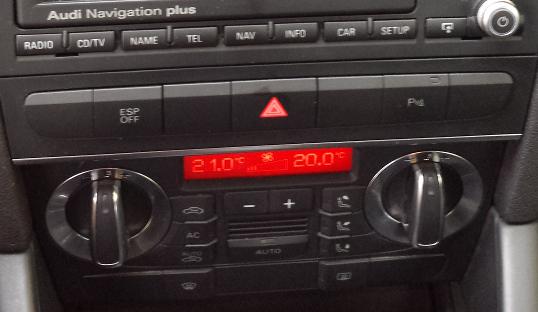 Audi Navigation plus
RADIO CD/TV NAME TEL NAV INFO CAR SETUP
ESP
OFF
21.0°C 20.0°C
- +
AC
AUTO